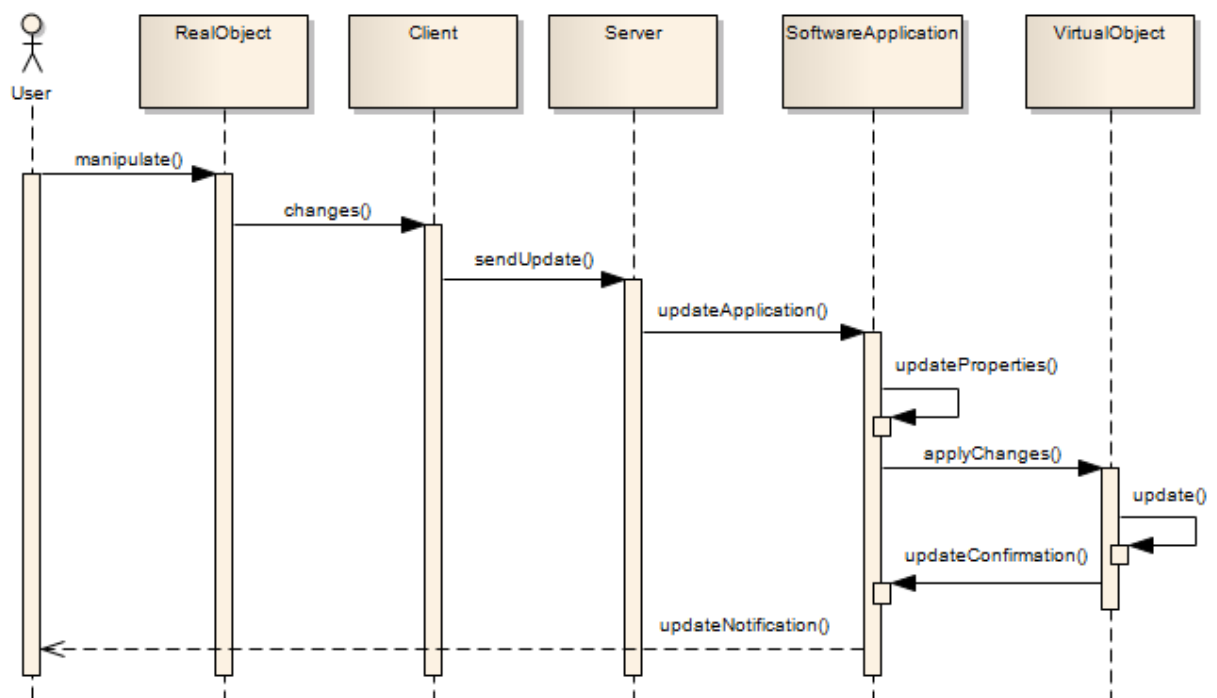 RealObject
Client
Server
SoftwareApplication
VirtualObject
User
manipulate()
changes()
sendUpdate()
updateApplication()
updateProperties()
applyChanges()
update()
updateConfirmation()
updateNotification()